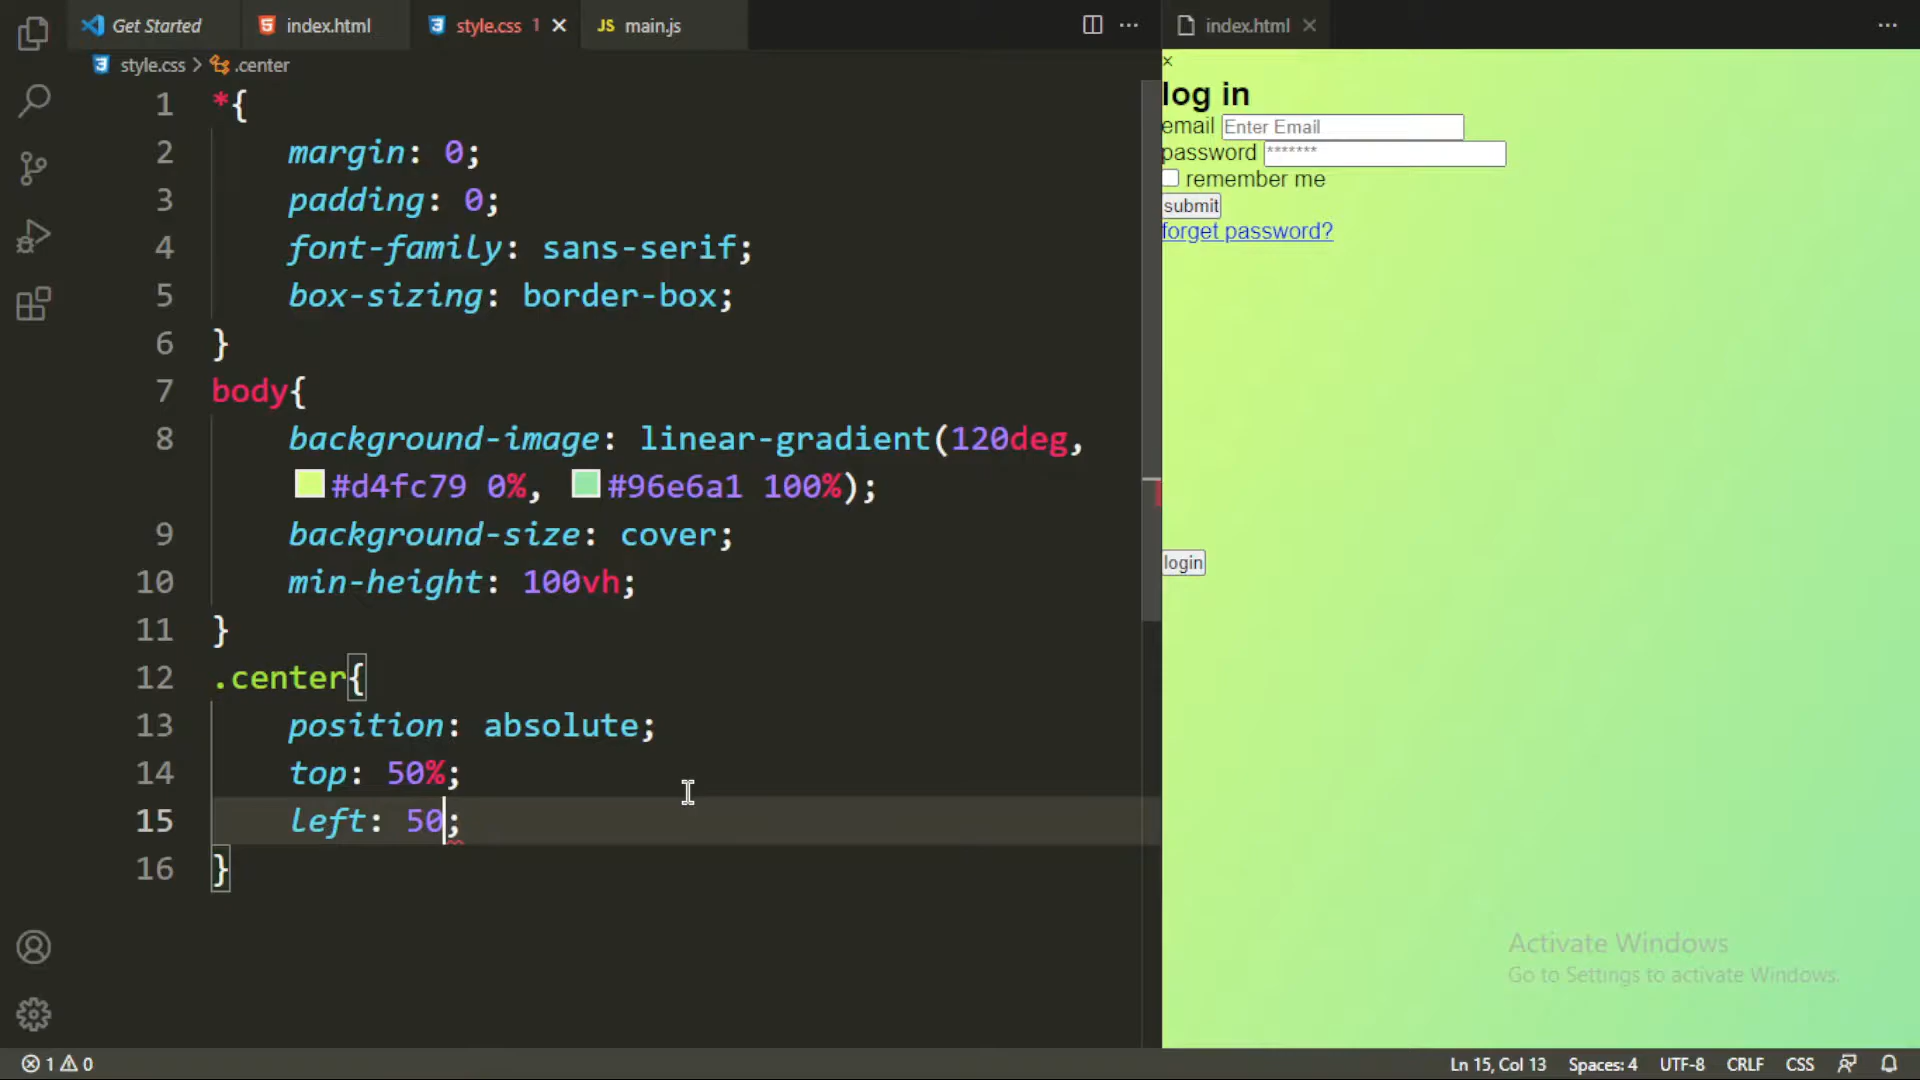 Get Started
index.html
style.css 1
JS main.js
index.html
style.css > .center
1 *{
2 margin: 0;
3 padding: 0;
4 font-family: sans-serif;
5 box-sizing: border-box;
6 }
7 body{
8 background-image: linear-gradient(120deg,
#d4fc79 0%, #96e6a1 100%);
9 background-size: cover;
10 min-height: 100vh;
11 }
12 .center{
13 position: absolute;
14 top: 50%;
15 left: 50;
16 }
×
log in
email Enter Email
password *******
remember me
submit
forget password?
login
Activate Windows
Go to Settings to activate Windows.
1 0
Ln 15, Col 13
Spaces: 4
UTF-8
CRLF
CSS